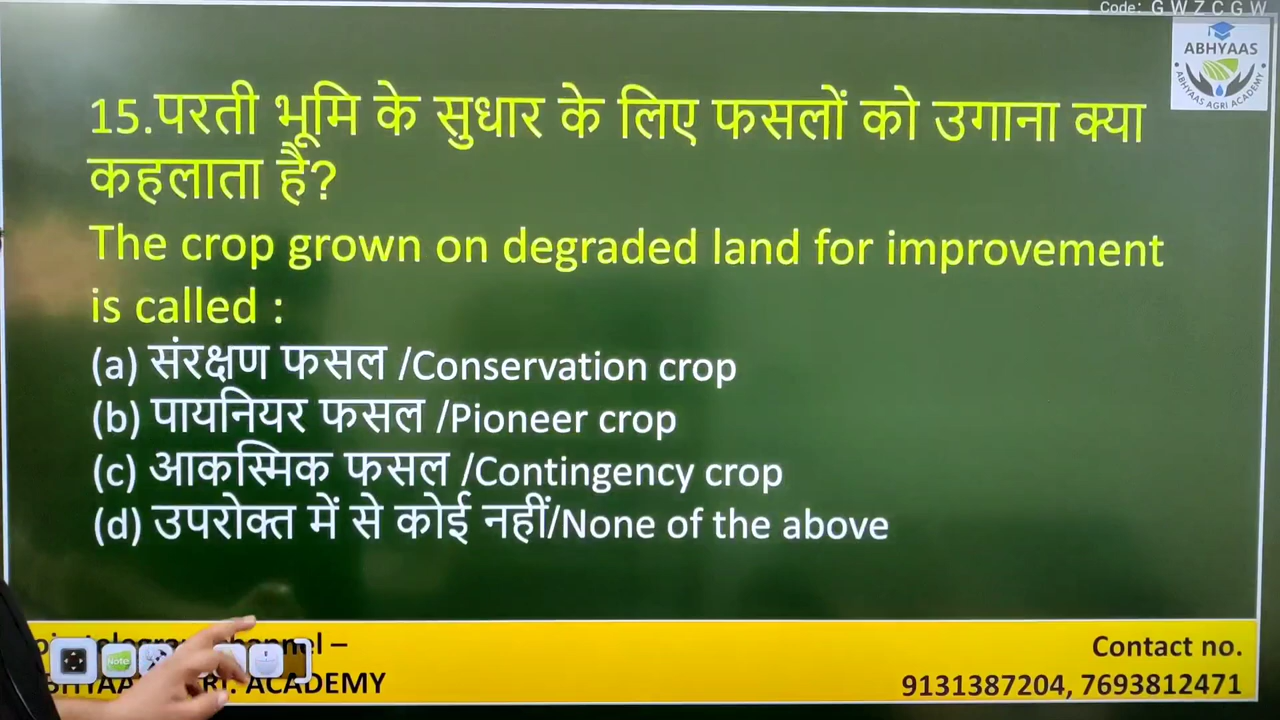 Code: G W Z C G W
ABHYAAS
ABHYAAS AGRI ACADEMY
15.परती भूमि के सुधार के लिए फसलों को उगाना क्या
कहलाता है?
The crop grown on degraded land for improvement
is called :
(a) संरक्षण फसल /Conservation crop
(b) पायनियर फसल /Pioneer crop
(c) आकस्मिक फसल /Contingency crop
(d) उपरोक्त में से कोई नहीं/None of the above
Note
Contact no.
ACADEMY
9131387204, 7693812471